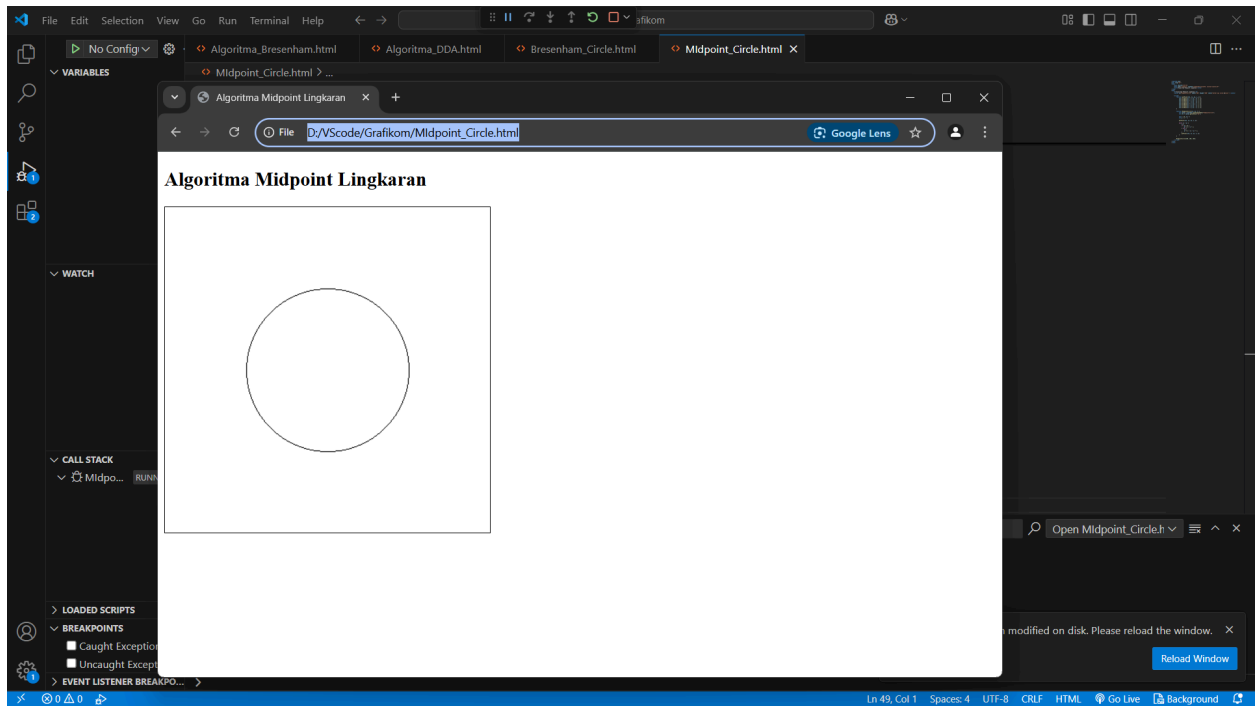 File Edit Selection View Go Run Terminal Help afikom
No Config Algoritma_Bresenham.html Algoritma_DDA.html Bresenham_Circle.html MIdpoint_Circle.html
VARIABLES MIdpoint_Circle.html > ...
Algoritma Midpoint Lingkaran
File D:/VScode/Grafikom/MIdpoint_Circle.html Google Lens
Algoritma Midpoint Lingkaran
WATCH
CALL STACK
MIdpo... RUNN
Open MIdpoint_Circle.h
LOADED SCRIPTS
BREAKPOINTS
modified on disk. Please reload the window.
Caught Exception
Uncaught Except
Reload Window
EVENT LISTENER BREAKPO...
0 0 Ln 49, Col 1 Spaces: 4 UTF-8 CRLF HTML Go Live Background